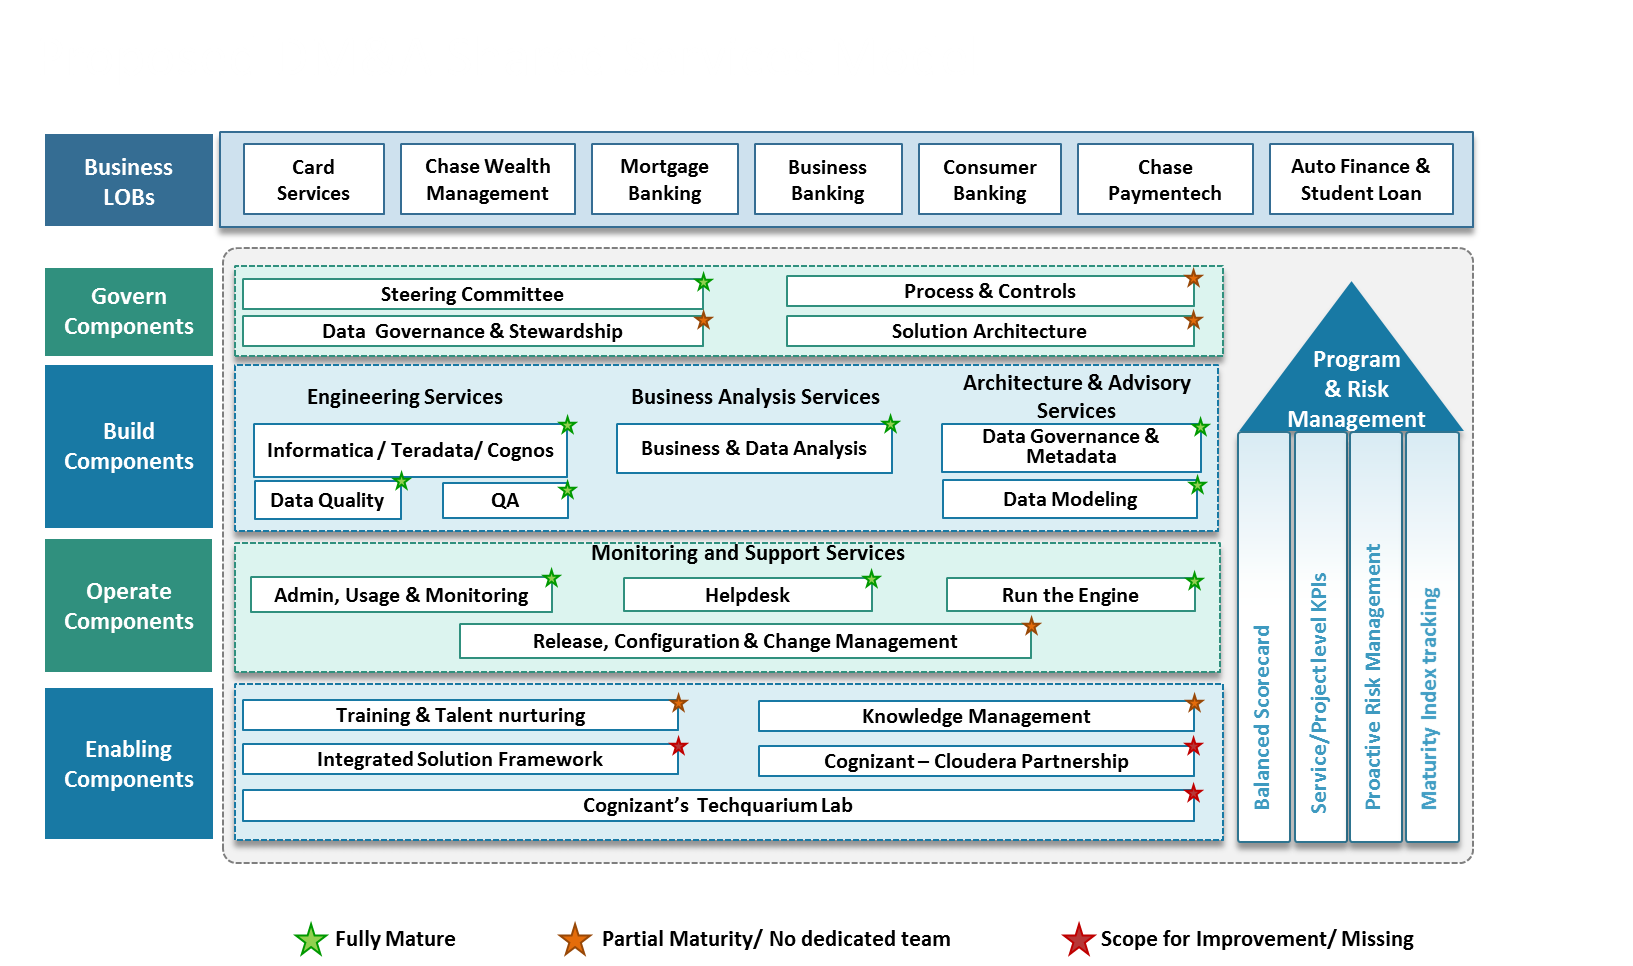 Business
LOBs
Card
Services
Chase Wealth
Management
Mortgage
Banking
Business
Banking
Consumer
Banking
Chase
Paymentech
Auto Finance &
Student Loan
Govern
Components
Steering Committee
Process & Controls
Data Governance & Stewardship
Solution Architecture
Build
Components
Engineering Services
Informatica / Teradata/ Cognos
Data Quality
QA
Business Analysis Services
Business & Data Analysis
Architecture & Advisory
Services
Data Governance &
Metadata
Data Modeling
Operate
Components
Monitoring and Support Services
Admin, Usage & Monitoring
Helpdesk
Run the Engine
Release, Configuration & Change Management
Enabling
Components
Training & Talent nurturing
Knowledge Management
Integrated Solution Framework
Cognizant – Cloudera Partnership
Cognizant’s Techquarium Lab
Program
& Risk
Management
Balanced Scorecard
Service/Project level KPIs
Proactive Risk Management
Maturity Index tracking
Fully Mature
Partial Maturity/ No dedicated team
Scope for Improvement/ Missing